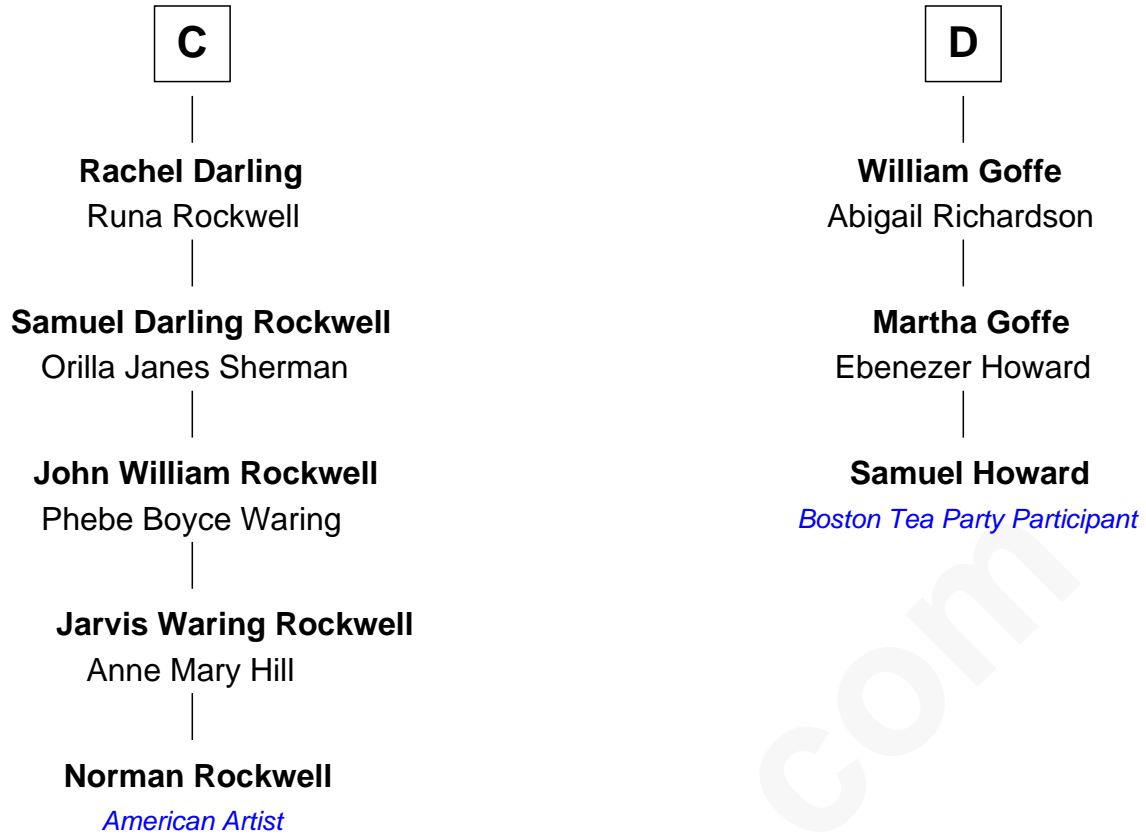 C
Rachel Darling
Runa Rockwell
Samuel Darling Rockwell
Orilla Janes Sherman
John William Rockwell
Phebe Boyce Waring
Jarvis Waring Rockwell
Anne Mary Hill
Norman Rockwell
American Artist
D
William Goffe
Abigail Richardson
Martha Goffe
Ebenezer Howard
Samuel Howard
Boston Tea Party Participant
com